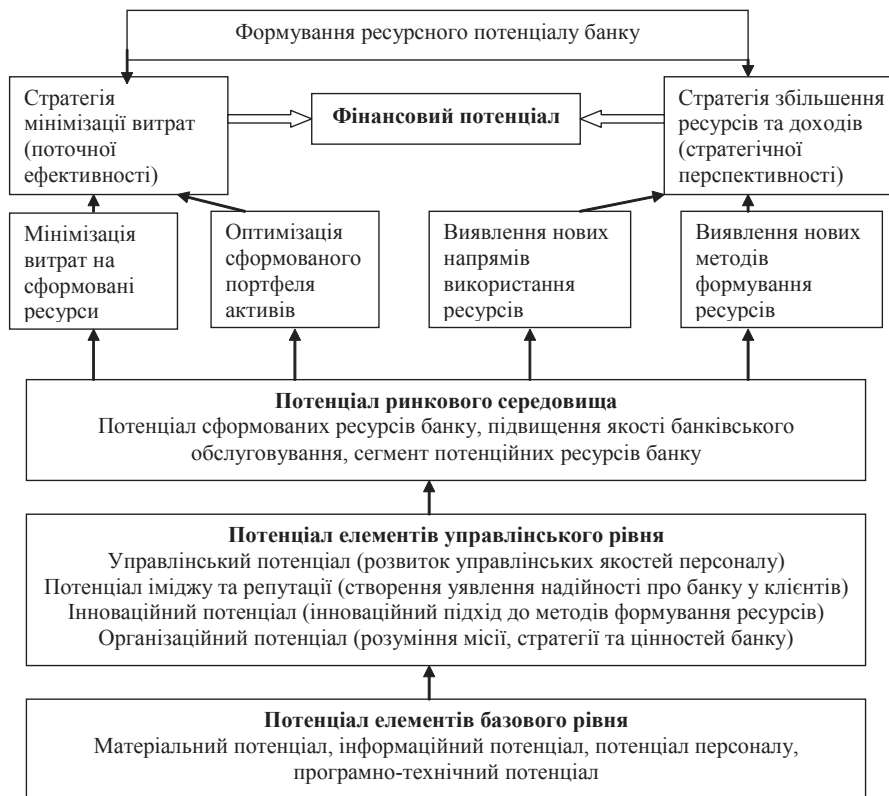 Формування ресурсного потенціалу банку
Стратегія
мінімізації витрат
(поточної
ефективності)
Фінансовий потенціал
Стратегія збільшення
ресурсів та доходів
(стратегічної
перспективності)
Мінімізація
витрат на
сформовані
ресурси
Оптимізація
сформованого
портфеля
активів
Виявлення нових
напрямів
використання
ресурсів
Виявлення нових
методів
формування
ресурсів
Потенціал ринкового середовища
Потенціал сформованих ресурсів банку, підвищення якості банківського
обслуговування, сегмент потенційних ресурсів банку
Потенціал елементів управлінського рівня
Управлінський потенціал (розвиток управлінських якостей персоналу)
Потенціал іміджу та репутації (створення уявлення надійності про банку у клієнтів)
Інноваційний потенціал (інноваційний підхід до методів формування ресурсів)
Організаційний потенціал (розуміння місії, стратегії та цінностей банку)
Потенціал елементів базового рівня
Матеріальний потенціал, інформаційний потенціал, потенціал персоналу,
програмно-технічний потенціал